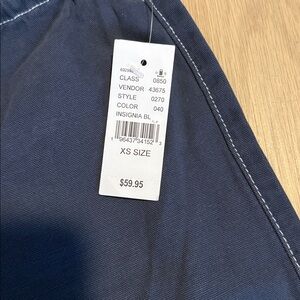 CLASS 0850
VENDOR 43675
STYLE 0270
COLOR 040
INSIGNIA BL
XS SIZE
$59.95